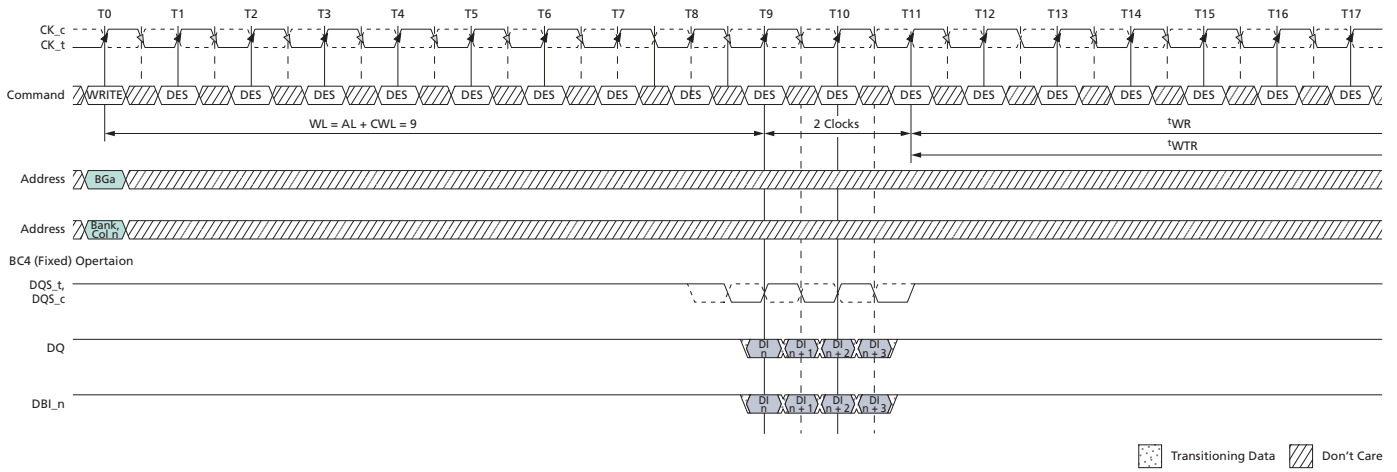 T0 T1 T2 T3 T4 T5 T6 T7 T8 T9 T10 T11 T12 T13 T14 T15 T16 T17
CK_c
CK_t
Command WRITE DES DES DES DES DES DES DES DES DES DES DES DES DES DES DES DES DES
WL = AL + CWL = 9 2 Clocks tWR
tWTR
Address BGa
Address Bank, Col n
BC4 (Fixed) Opertaion
DQS_t,
DQS_c
DQ DI n DI n + 1 DI n + 2 DI n + 3
DBI_n DI n DI n + 1 DI n + 2 DI n + 3
Transitioning Data Don't Care